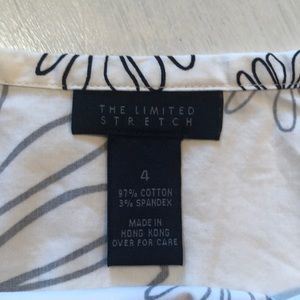 THE LIMITED
STRETCH
4
97% COTTON
3% SPANDEX
MADE IN
HONG KONG
OVER FOR CARE